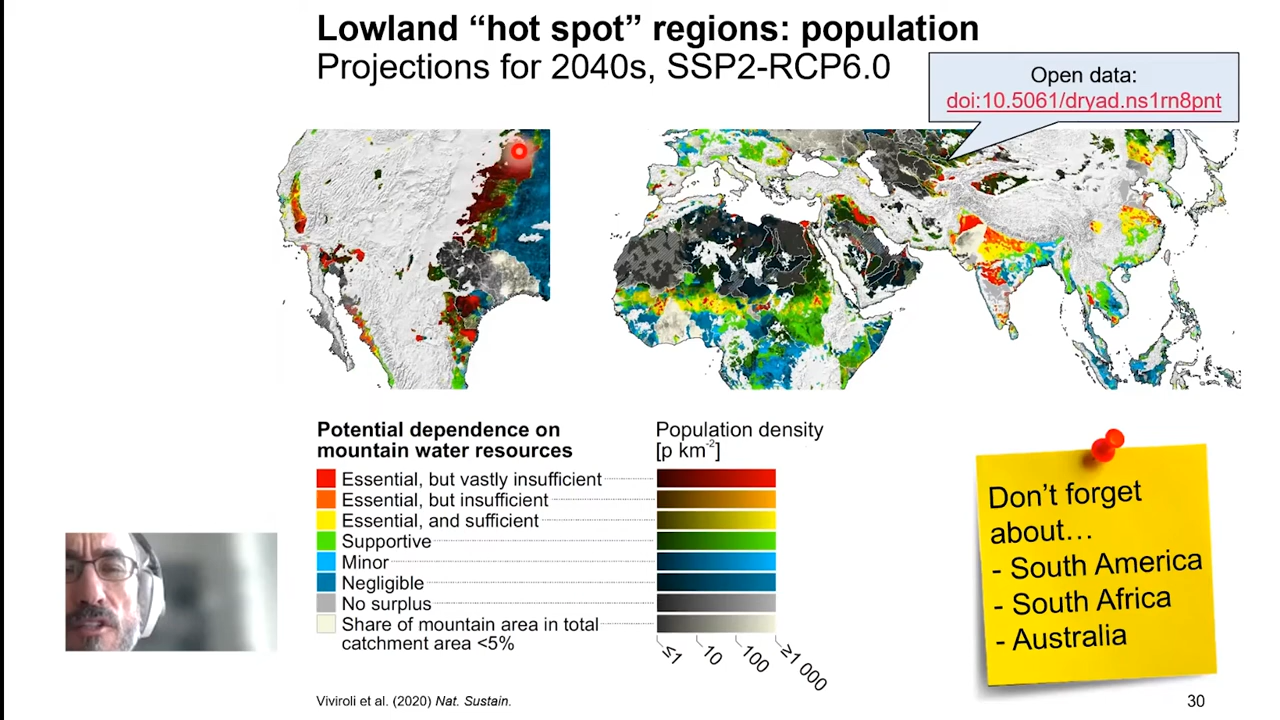 Lowland “hot spot” regions: population
Projections for 2040s, SSP2-RCP6.0
Open data:
doi:10.5061/dryad.ns1rn8pnt
Potential dependence on
mountain water resources
Essential, but vastly insufficient
Essential, but insufficient
Essential, and sufficient
Supportive
Minor
Negligible
No surplus
Share of mountain area in total
catchment area <5%
Population density
[p km-2]
≤1
10
100
≥1 000
Don’t forget
about…
- South America
- South Africa
- Australia
Viviroli et al. (2020) Nat. Sustain.
30